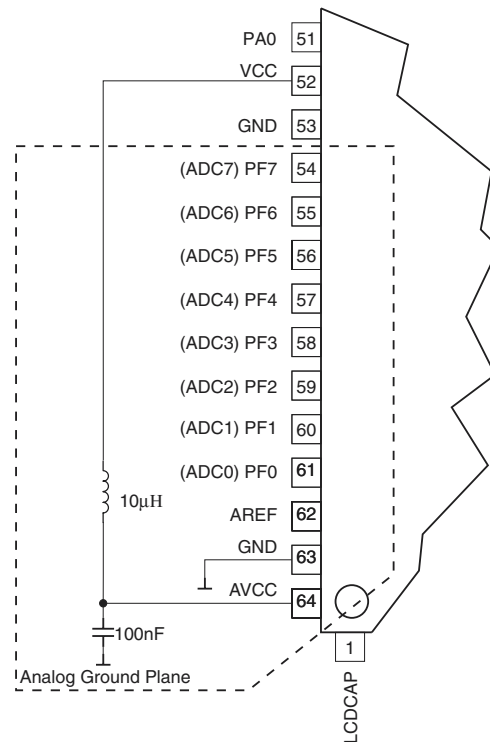 PA0 51
VCC 52
GND 53
(ADC7) PF7 54
(ADC6) PF6 55
(ADC5) PF5 56
(ADC4) PF4 57
(ADC3) PF3 58
(ADC2) PF2 59
(ADC1) PF1 60
(ADC0) PF0 61
10μH
AREF 62
GND 63
AVCC 64
100nF
1
Analog Ground Plane
LCDCAP